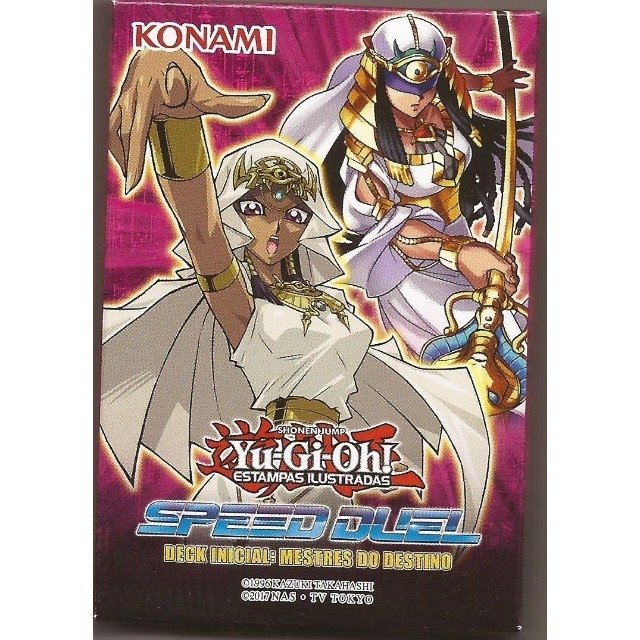 KONAMI
SHONEN JUMP
Yu-Gi-Oh!
ESTAMPAS ILUSTRADAS
SPEED DUEL
DECK INICIAL: MESTRES DO DESTINO
©1996 KAZUKI TAKAHASHI
©2017 NAS • TV TOKYO